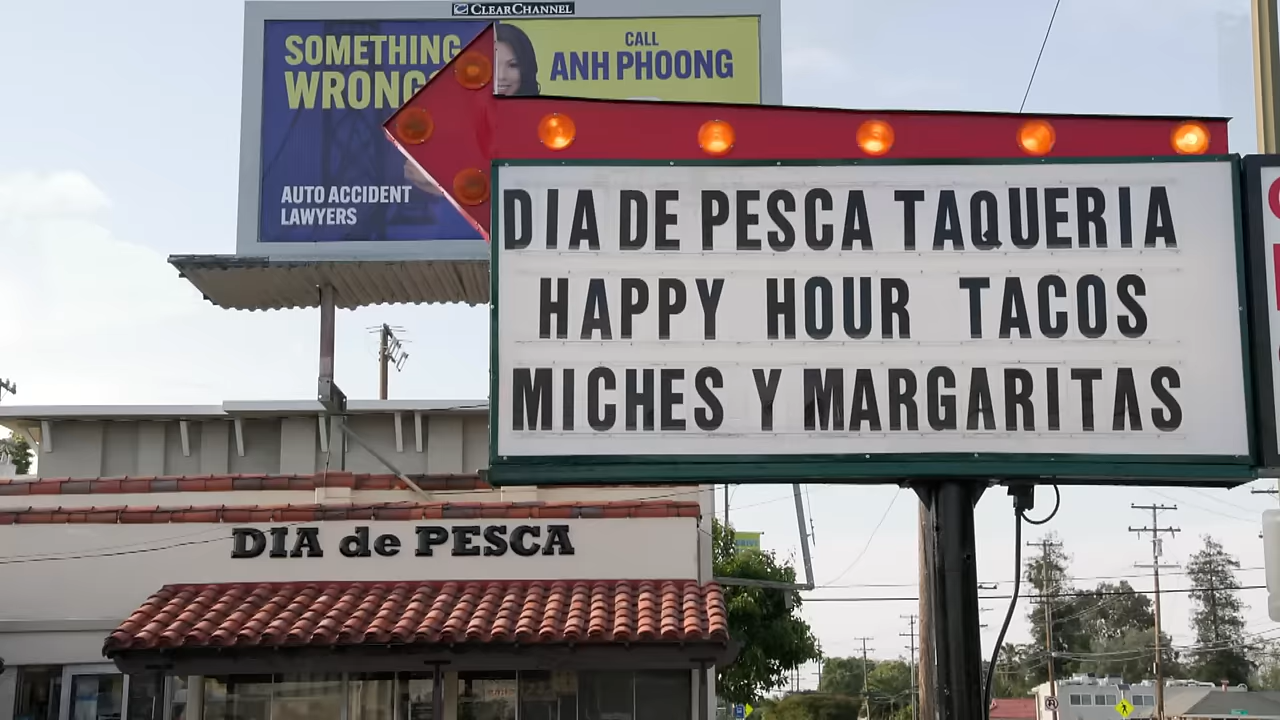 CLEARCHANNEL
SOMETHING
WRONG?
CALL
ANH PHOONG
AUTO ACCIDENT
LAWYERS
DIA DE PESCA TAQUERIA
HAPPY HOUR TACOS
MICHES Y MARGARITAS
DIA de PESCA